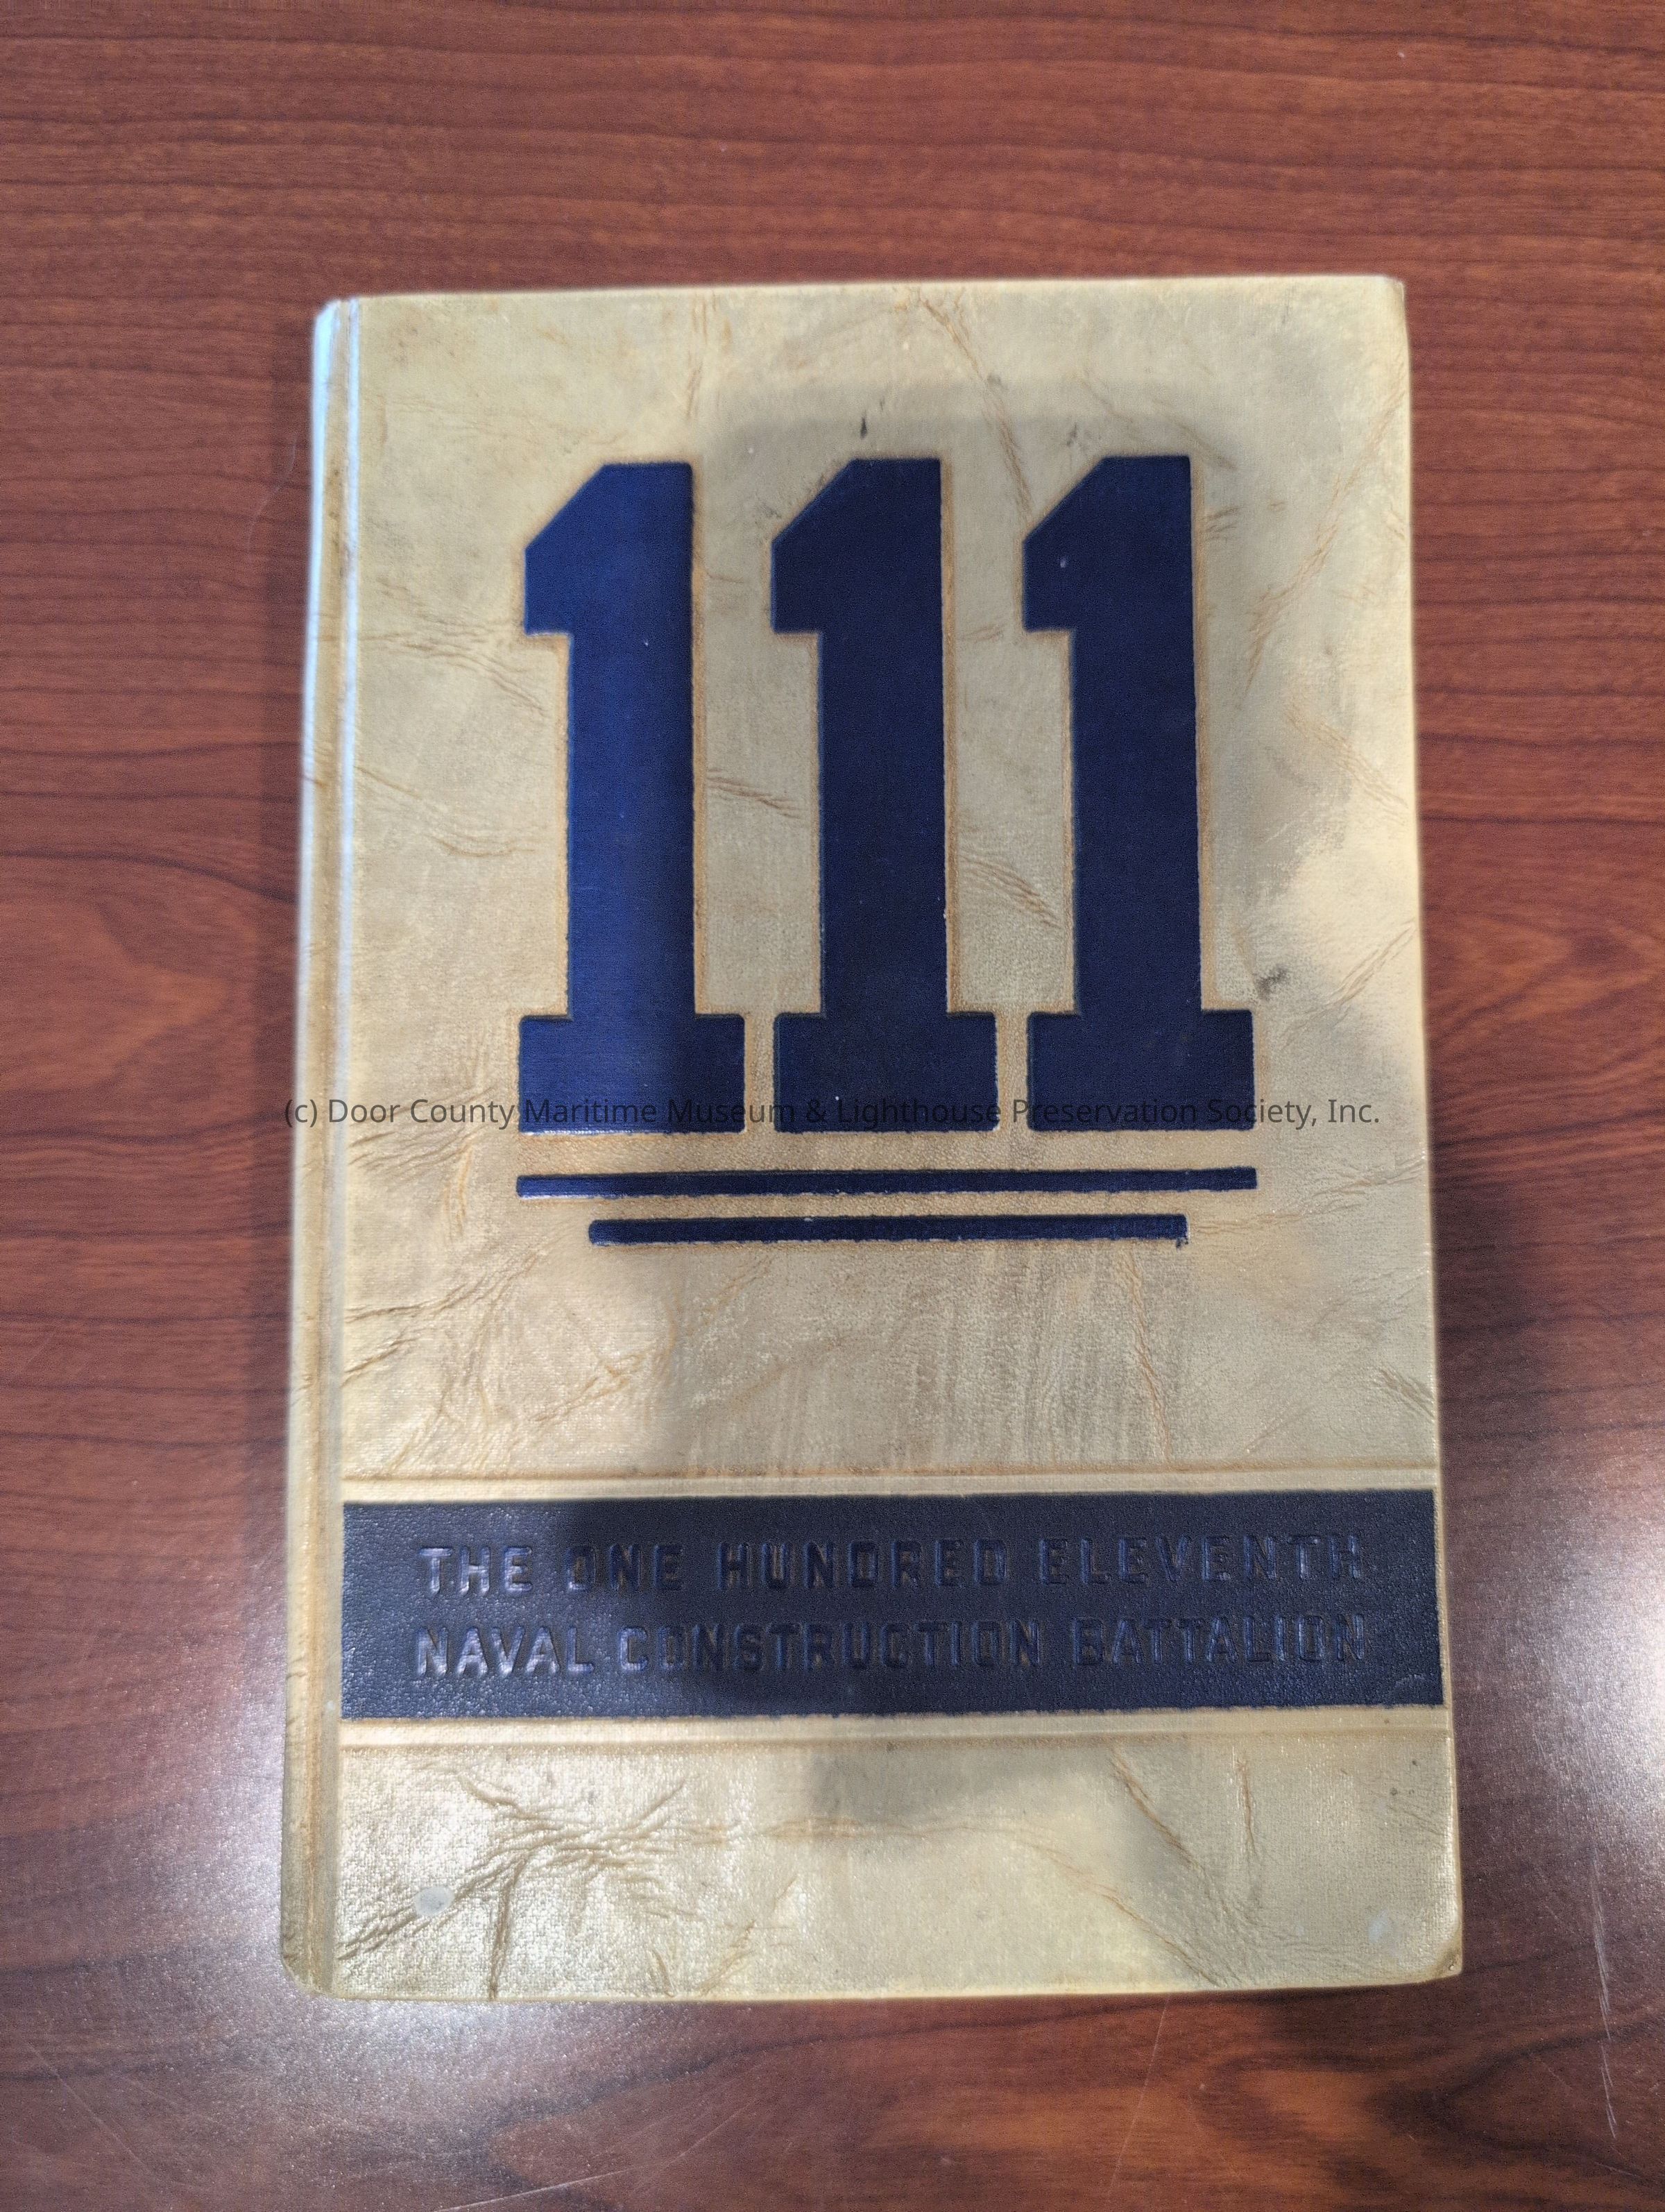 111
(c) Door County Maritime Museum & Lighthouse Preservation Society, Inc.
THE ONE HUNDRED ELEVENTH
NAVAL CONSTRUCTION BATTALION